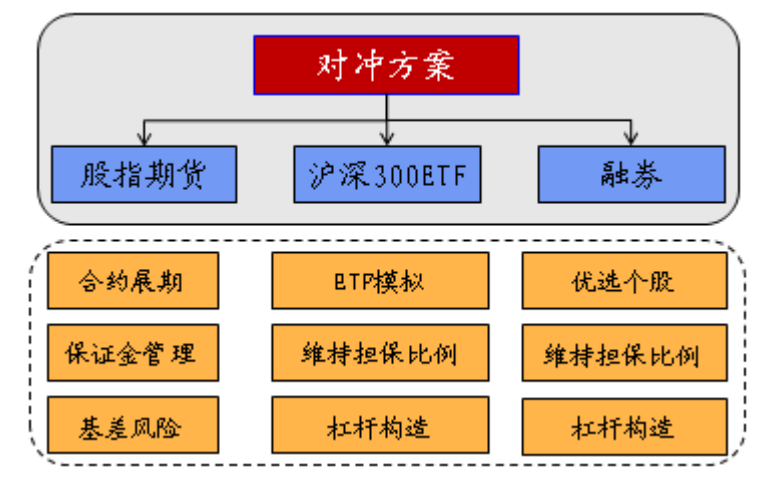 对冲方案
股指期货
沪深300ETF
融券
合约展期
ETF模拟
优选个股
保证金管理
维持担保比例
维持担保比例
基差风险
杠杆构造
杠杆构造